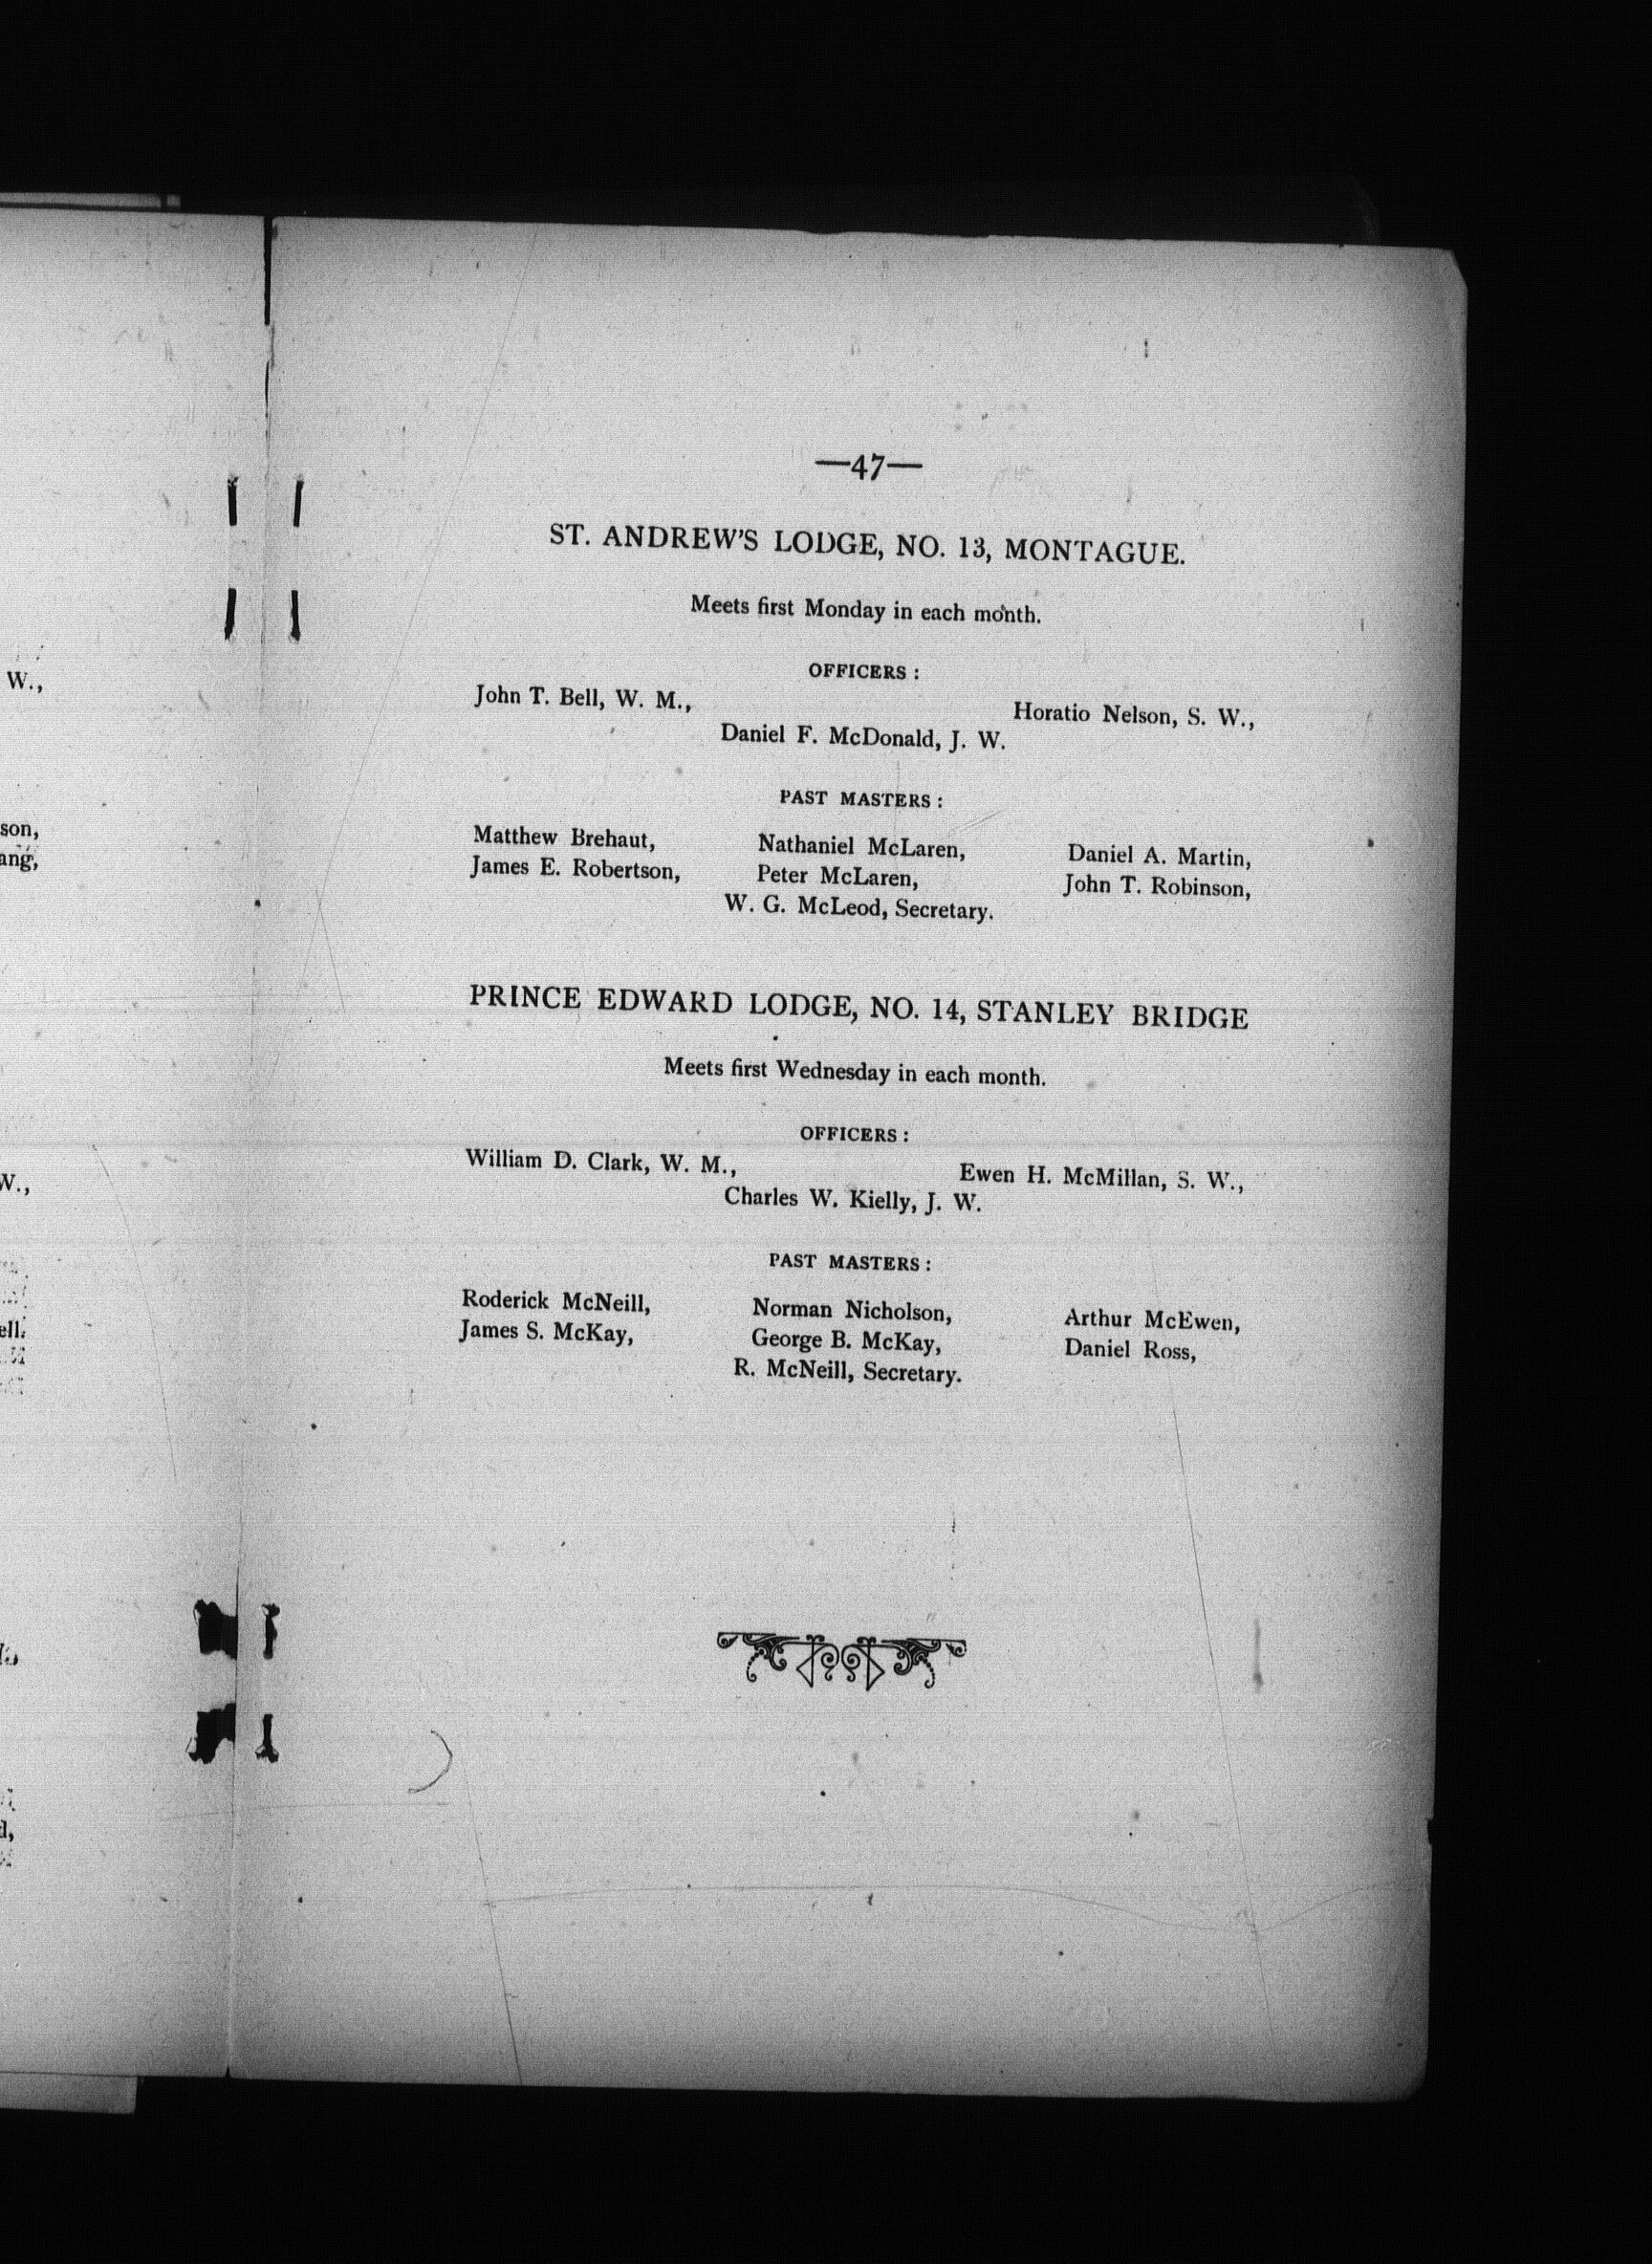 W.,
son,
ang,
W.,
ell.
d,
—47—
ST. ANDREW'S LODGE, NO. 13, MONTAGUE.
Meets first Monday in each month.
OFFICERS :
John T. Bell, W. M., Horatio Nelson, S. W.,
Daniel F. McDonald, J. W.
PAST MASTERS :
Matthew Brehaut, Nathaniel McLaren, Daniel A. Martin,
James E. Robertson, Peter McLaren, John T. Robinson,
W. G. McLeod, Secretary.
PRINCE EDWARD LODGE, NO. 14, STANLEY BRIDGE
Meets first Wednesday in each month.
OFFICERS :
William D. Clark, W. M., Ewen H. McMillan, S. W.,
Charles W. Kielly, J. W.
PAST MASTERS :
Roderick McNeill, Norman Nicholson, Arthur McEwen,
James S. McKay, George B. McKay, Daniel Ross,
R. McNeill, Secretary.